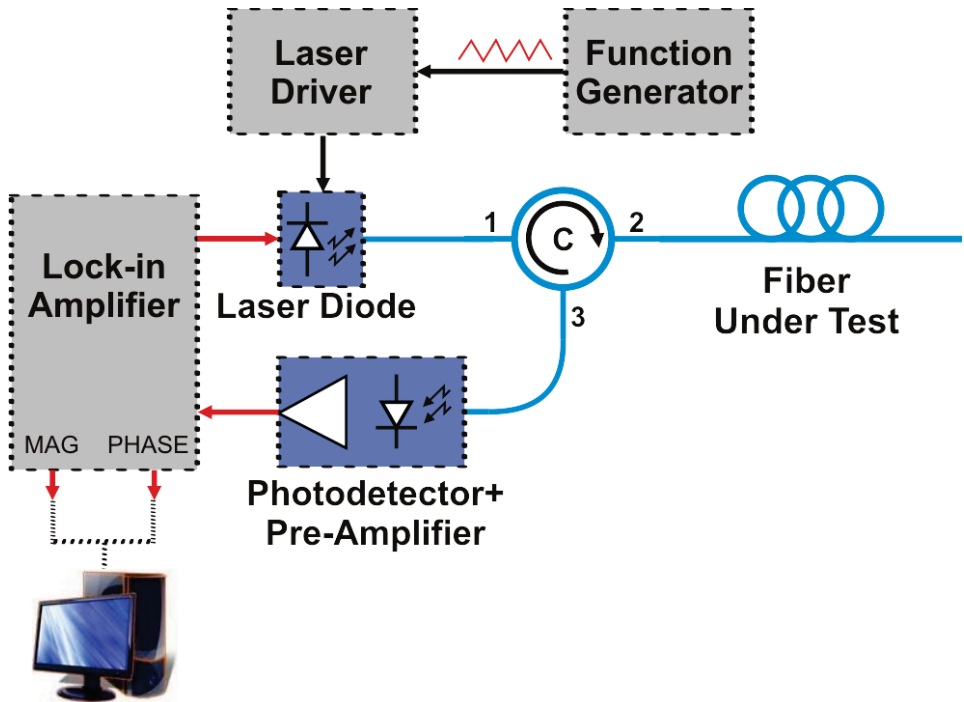 Laser
Driver
Function
Generator
Lock-in
Amplifier
Laser Diode
1
C
2
3
Fiber
Under Test
MAG PHASE
Photodetector+
Pre-Amplifier